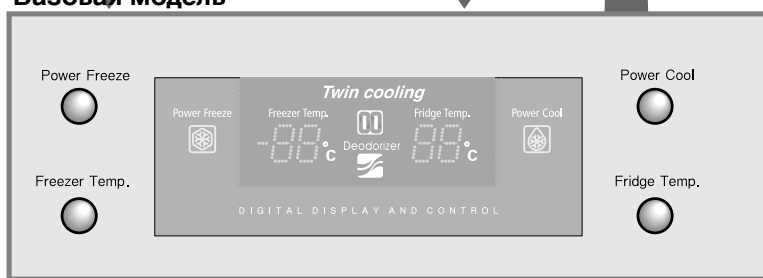 Базовая модель
Power Freeze
Power Cool
Twin cooling
Power Freeze
Freezer Temp.
Fridge Temp.
Power Cool
-88°C
Deodorizer
88°C
Freezer Temp.
Fridge Temp.
DIGITAL DISPLAY AND CONTROL